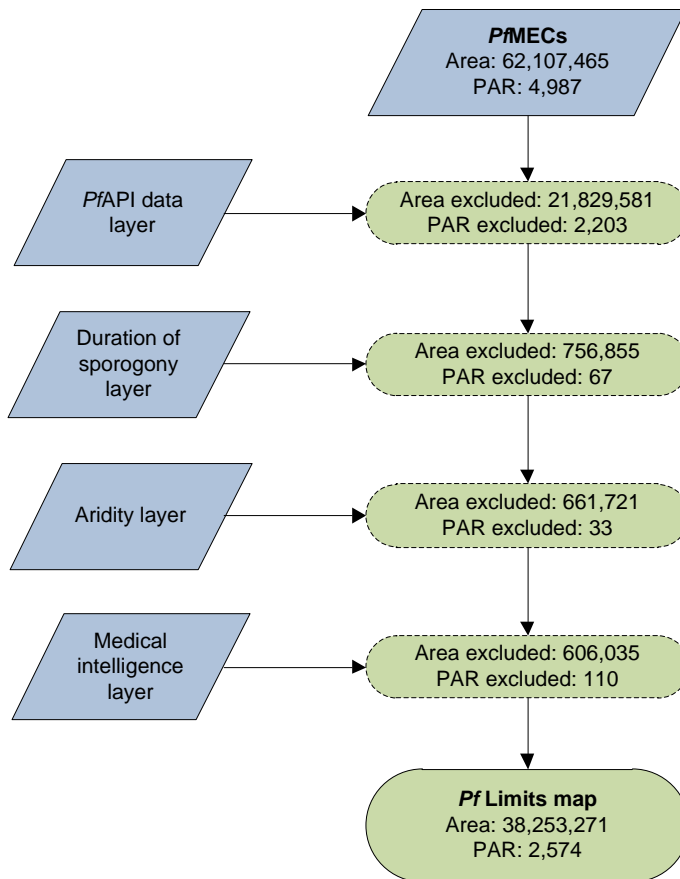 PfMECs
Area: 62,107,465
PAR: 4,987
PfAPI data
layer
Area excluded: 21,829,581
PAR excluded: 2,203
Duration of
sporogony
layer
Area excluded: 756,855
PAR excluded: 67
Aridity layer
Area excluded: 661,721
PAR excluded: 33
Medical
intelligence
layer
Area excluded: 606,035
PAR excluded: 110
Pf Limits map
Area: 38,253,271
PAR: 2,574